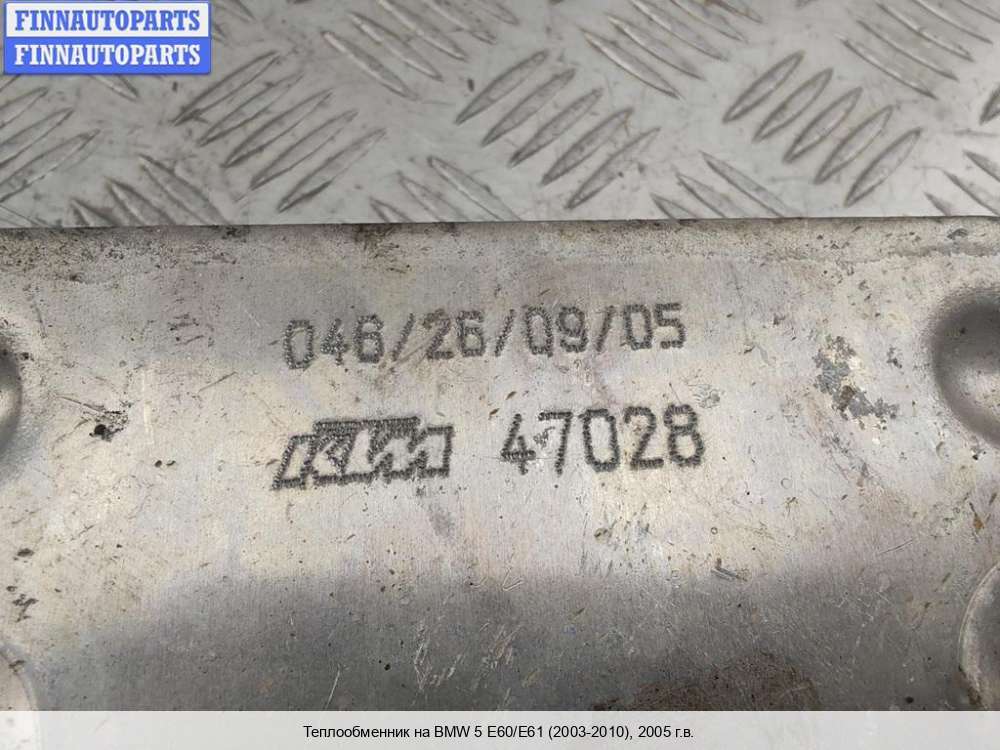 FINNAUTOPARTS
FINNAUTOPARTS
046/26/09/05
KTM 47028
Теплообменник на BMW 5 E60/E61 (2003-2010), 2005 г.в.